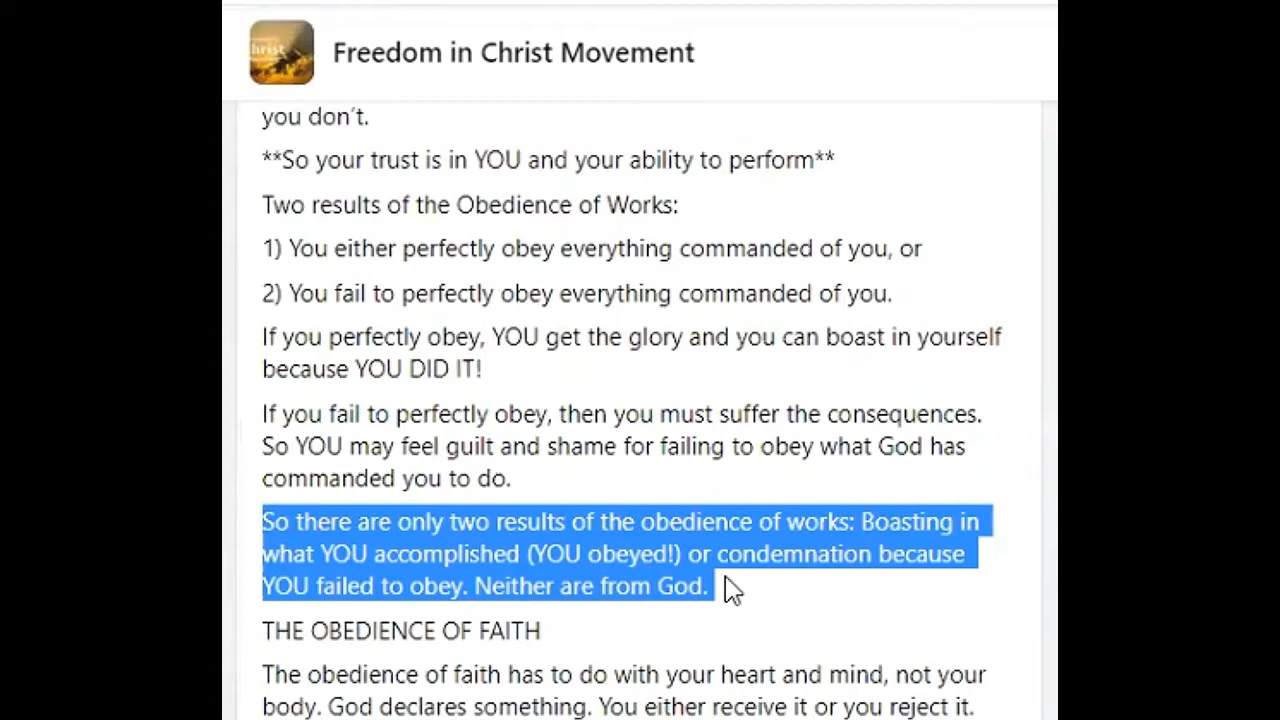 hrist
Freedom in Christ Movement
you don't.
**So your trust is in YOU and your ability to perform**
Two results of the Obedience of Works:
1) You either perfectly obey everything commanded of you, or
2) You fail to perfectly obey everything commanded of you.
If you perfectly obey, YOU get the glory and you can boast in yourself
because YOU DID IT!
If you fail to perfectly obey, then you must suffer the consequences.
So YOU may feel guilt and shame for failing to obey what God has
commanded you to do.
So there are only two results of the obedience of works: Boasting in
what YOU accomplished (YOU obeyed!) or condemnation because
YOU failed to obey. Neither are from God.
THE OBEDIENCE OF FAITH
The obedience of faith has to do with your heart and mind, not your
body. God declares something. You either receive it or you reject it.